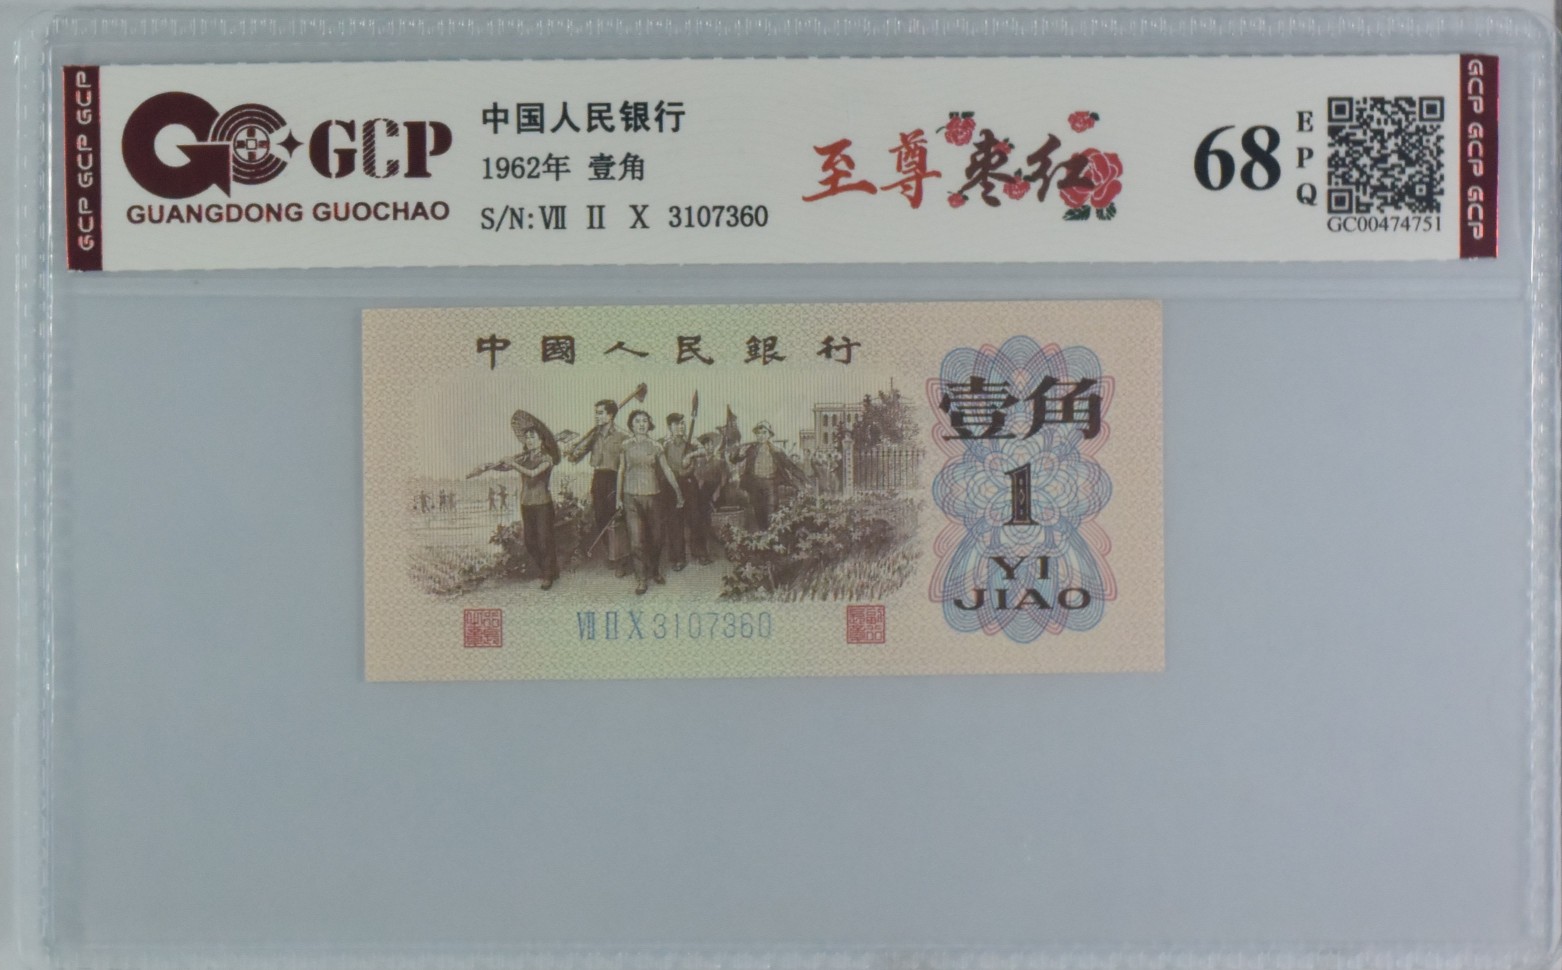 GCP GCP GCP
GCP
GUANGDONG GUOCHAO
中国人民银行
1962年 壹角
S/N:Ⅶ Ⅱ Ⅹ 3107360
至尊枣红
68
EPQ
GC00474751
GCP GCP GCP
中國人民銀行
壹角
1
YI
JIAO
Ⅶ Ⅱ Ⅹ 3107360